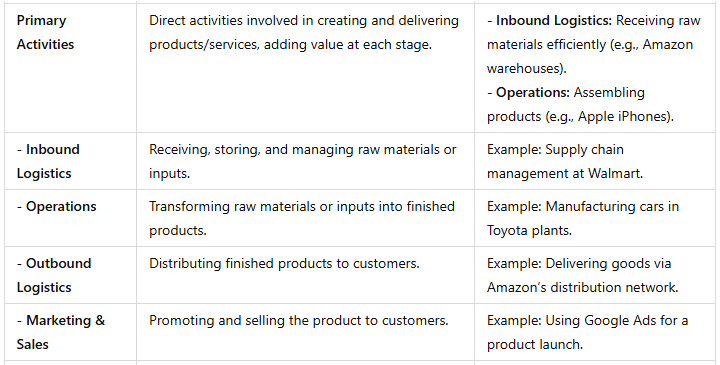 Primary
Activities
Direct activities involved in creating and delivering
products/services, adding value at each stage.
- Inbound Logistics: Receiving raw
materials efficiently (e.g., Amazon
warehouses).
- Operations: Assembling
products (e.g., Apple iPhones).
- Inbound
Logistics
Receiving, storing, and managing raw materials or
inputs.
Example: Supply chain
management at Walmart.
- Operations
Transforming raw materials or inputs into finished
products.
Example: Manufacturing cars in
Toyota plants.
- Outbound
Logistics
Distributing finished products to customers.
Example: Delivering goods via
Amazon’s distribution network.
- Marketing &
Sales
Promoting and selling the product to customers.
Example: Using Google Ads for a
product launch.